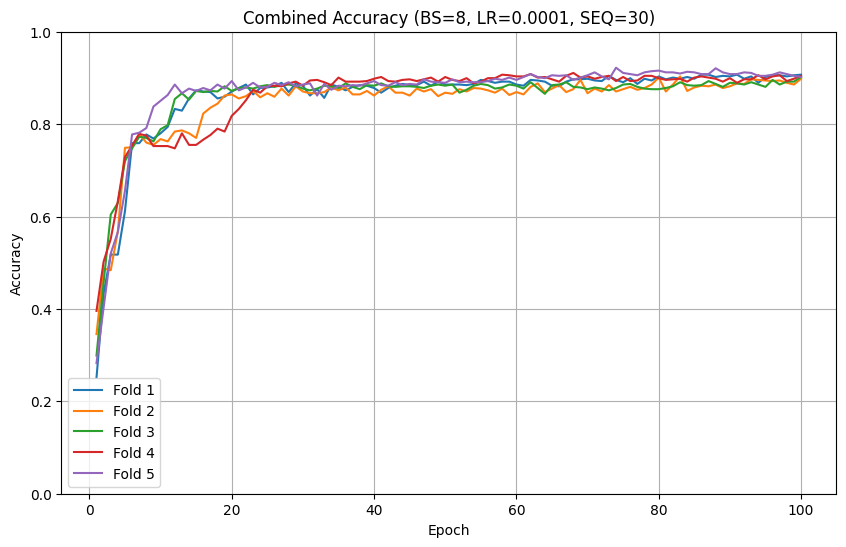 Combined Accuracy (BS=8, LR=0.0001, SEQ=30)
1.0
0.8
0.6
0.4
0.2
0.0
Accuracy
Fold 1
Fold 2
Fold 3
Fold 4
Fold 5
0 20 40 60 80 100
Epoch